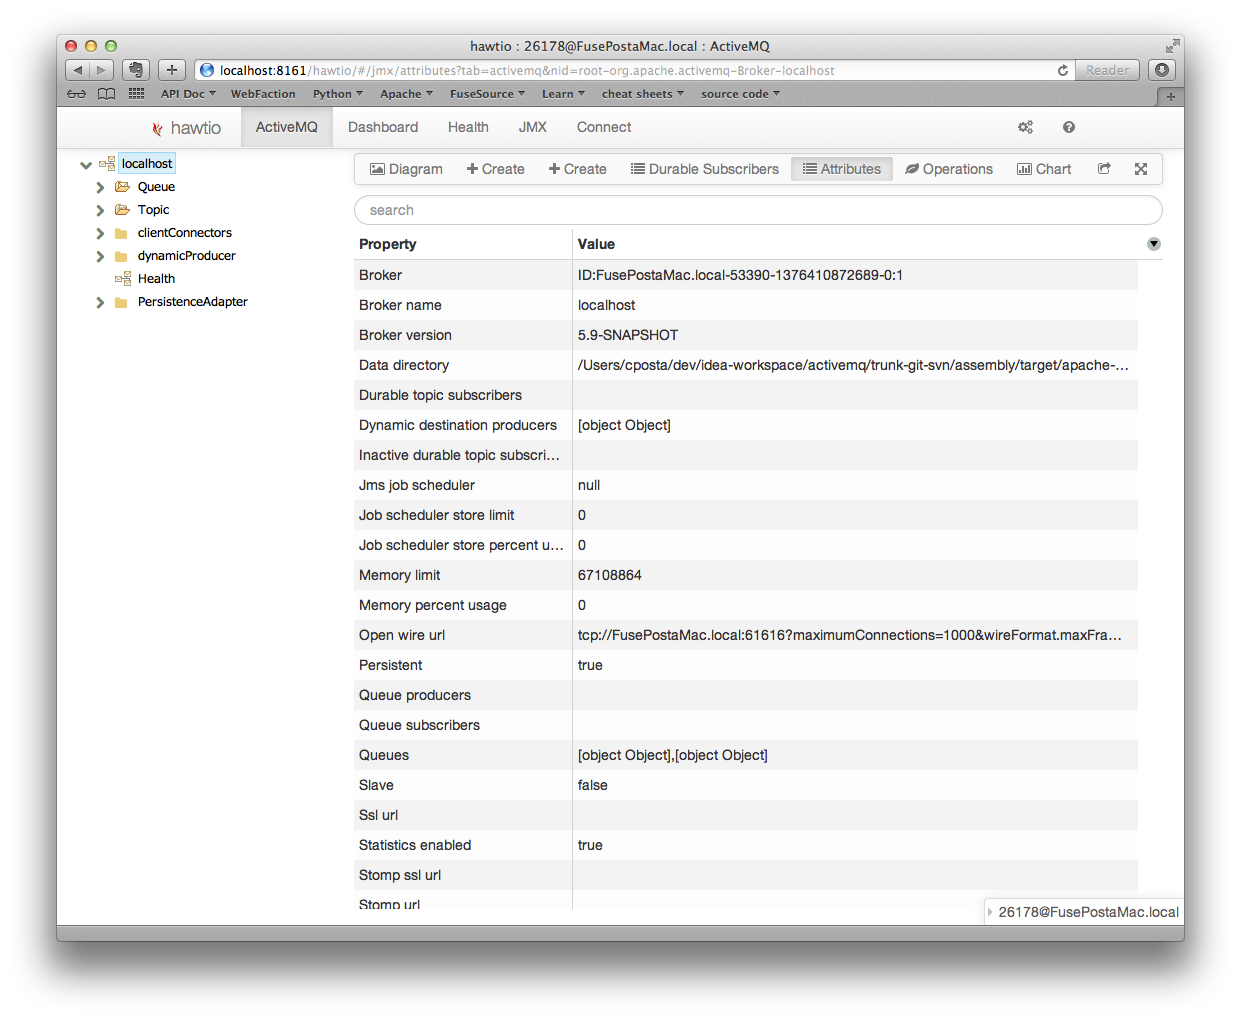 hawtio : 26178@FusePostaMac.local : ActiveMQ
localhost:8161/hawtio/#/jmx/attributes?tab=activemq&nid=root-org.apache.activemq-Broker-localhost
Reader
API Doc WebFaction Python Apache FuseSource Learn cheat sheets source code
hawtio ActiveMQ Dashboard Health JMX Connect
localhost
Queue
Topic
clientConnectors
dynamicProducer
Health
PersistenceAdapter
Diagram Create Create Durable Subscribers Attributes Operations Chart
search
Property Value
Broker ID:FusePostaMac.local-53390-1376410872689-0:1
Broker name localhost
Broker version 5.9-SNAPSHOT
Data directory /Users/cposta/dev/idea-workspace/activemq/trunk-git-svn/assembly/target/apache-...
Durable topic subscribers
Dynamic destination producers [object Object]
Inactive durable topic subscri...
Jms job scheduler null
Job scheduler store limit 0
Job scheduler store percent u... 0
Memory limit 67108864
Memory percent usage 0
Open wire url tcp://FusePostaMac.local:61616?maximumConnections=1000&wireFormat.maxFra...
Persistent true
Queue producers
Queue subscribers
Queues [object Object],[object Object]
Slave false
Ssl url
Statistics enabled true
Stomp ssl url
Stomp url
26178@FusePostaMac.local